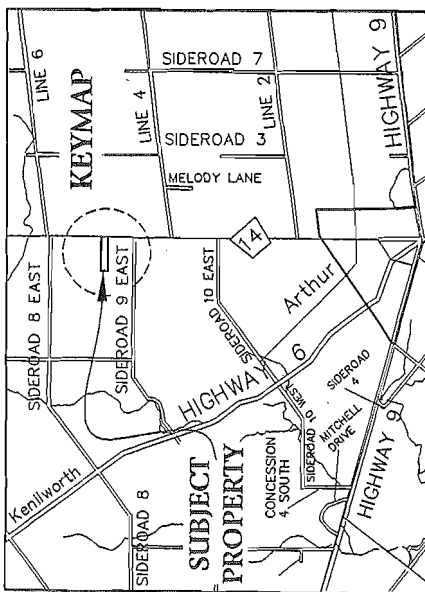 LINE 6
KEYMAP
SIDEROAD 7
LINE 4
SIDEROAD 3
LINE 2
MELODY LANE
HIGHWAY 9
14
SIDEROAD 8 EAST
SIDEROAD 9 EAST
SIDEROAD 10 EAST
Arthur
HIGHWAY 6
Kenilworth
SIDEROAD 8
SUBJECT
PROPERTY
SIDEROAD 10 WEST
SIDEROAD
4
CONCESSION
4 SOUTH
MITCHELL
DRIVE
HIGHWAY 9